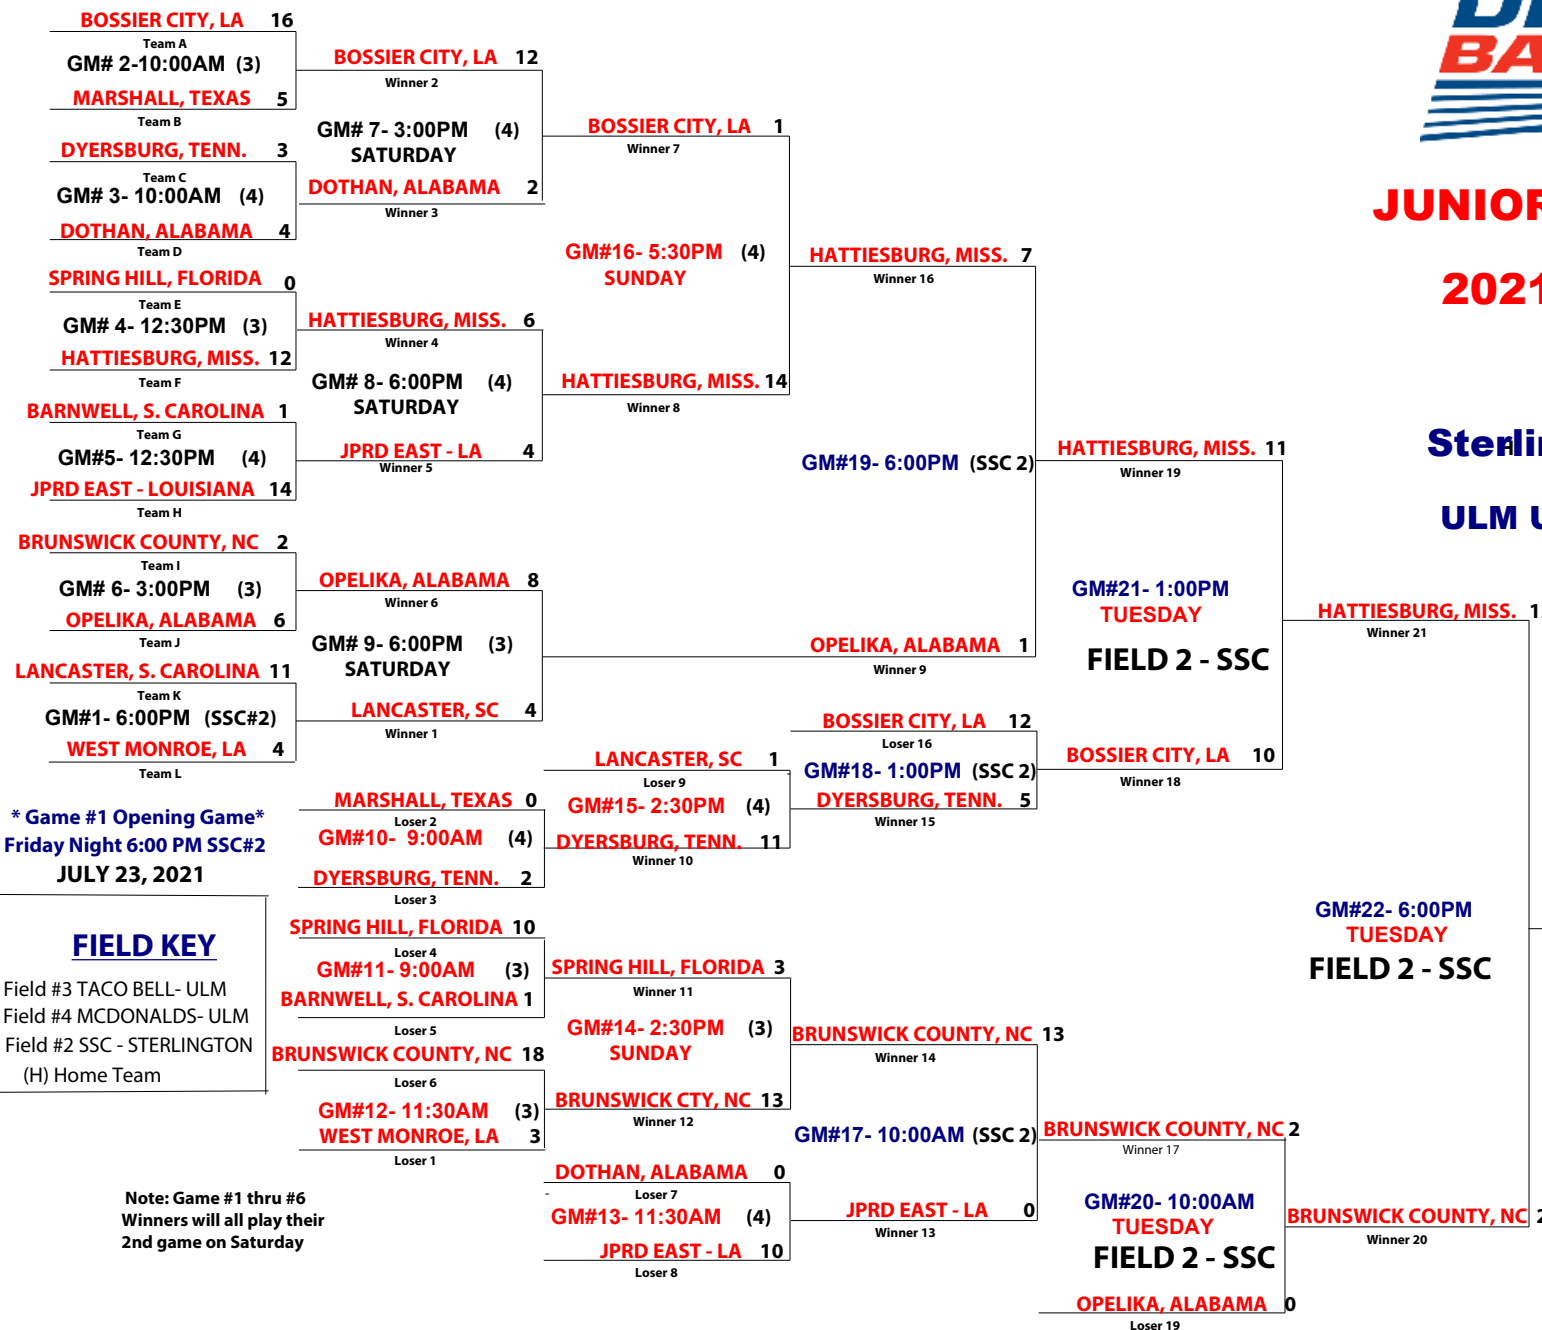 BOSSIER CITY, LA 16
Team A
GM# 2-10:00AM (3)
MARSHALL, TEXAS 5
Team B
DYERSBURG, TENN. 3
Team C
GM# 3- 10:00AM (4)
DOTHAN, ALABAMA 4
Team D
SPRING HILL, FLORIDA 0
Team E
GM# 4- 12:30PM (3)
HATTIESBURG, MISS. 12
Team F
BARNWELL, S. CAROLINA 1
Team G
GM#5- 12:30PM (4)
JPRD EAST - LOUISIANA 14
Team H
BRUNSWICK COUNTY, NC 2
Team I
GM# 6- 3:00PM (3)
OPELIKA, ALABAMA 6
Team J
LANCASTER, S. CAROLINA 11
Team K
GM#1- 6:00PM (SSC#2)
WEST MONROE, LA 4
Team L
* Game #1 Opening Game*
Friday Night 6:00 PM SSC#2
JULY 23, 2021
FIELD KEY
Field #3 TACO BELL- ULM
Field #4 MCDONALDS- ULM
Field #2 SSC - STERLINGTON
(H) Home Team
Note: Game #1 thru #6
Winners will all play their
2nd game on Saturday
BOSSIER CITY, LA 12
Winner 2
GM# 7- 3:00PM (4)
SATURDAY
DOTHAN, ALABAMA 2
Winner 3
HATTIESBURG, MISS. 6
Winner 4
GM# 8- 6:00PM (4)
SATURDAY
JPRD EAST - LA 4
Winner 5
OPELIKA, ALABAMA 8
Winner 6
GM# 9- 6:00PM (3)
SATURDAY
LANCASTER, SC 4
Winner 1
MARSHALL, TEXAS 0
Loser 2
GM#10- 9:00AM (4)
DYERSBURG, TENN. 2
Loser 3
SPRING HILL, FLORIDA 10
Loser 4
GM#11- 9:00AM (3)
BARNWELL, S. CAROLINA 1
Loser 5
BRUNSWICK COUNTY, NC 18
Loser 6
GM#12- 11:30AM (3)
WEST MONROE, LA 3
Loser 1
BOSSIER CITY, LA 1
Winner 7
GM#16- 5:30PM (4)
SUNDAY
HATTIESBURG, MISS. 14
Winner 8
LANCASTER, SC 1
Loser 9
GM#15- 2:30PM (4)
DYERSBURG, TENN. 11
Winner 10
SPRING HILL, FLORIDA 3
Winner 11
GM#14- 2:30PM (3)
SUNDAY
BRUNSWICK CTY, NC 13
Winner 12
DOTHAN, ALABAMA 0
Loser 7
GM#13- 11:30AM (4)
JPRD EAST - LA 10
Loser 8
HATTIESBURG, MISS. 7
Winner 16
GM#19- 6:00PM (SSC 2)
OPELIKA, ALABAMA 1
Winner 9
BOSSIER CITY, LA 12
Loser 16
GM#18- 1:00PM (SSC 2)
DYERSBURG, TENN. 5
Winner 15
BRUNSWICK COUNTY, NC 13
Winner 14
GM#17- 10:00AM (SSC 2)
JPRD EAST - LA 0
Winner 13
HATTIESBURG, MISS. 11
Winner 19
GM#21- 1:00PM
TUESDAY
FIELD 2 - SSC
BOSSIER CITY, LA 10
Winner 18
BRUNSWICK COUNTY, NC 2
Winner 17
GM#20- 10:00AM
TUESDAY
FIELD 2 - SSC
OPELIKA, ALABAMA 0
Loser 19
HATTIESBURG, MISS. 1
Winner 21
GM#22- 6:00PM
TUESDAY
FIELD 2 - SSC
BRUNSWICK COUNTY, NC
Winner 20
BA
JUNIOR
2021
ULM U